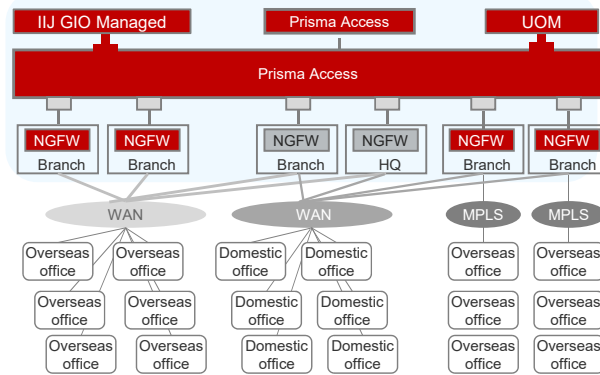 IIJ GIO Managed
Prisma Access
UOM
Prisma Access
NGFW
NGFW
NGFW
NGFW
NGFW
NGFW
Branch
Branch
Branch
HQ
Branch
Branch
WAN
WAN
MPLS
MPLS
Overseas
office
Overseas
office
Domestic
office
Domestic
office
Overseas
office
Overseas
office
Overseas
office
Overseas
office
Domestic
office
Domestic
office
Overseas
office
Overseas
office
Overseas
office
Overseas
office
Domestic
office
Domestic
office
Overseas
office
Overseas
office